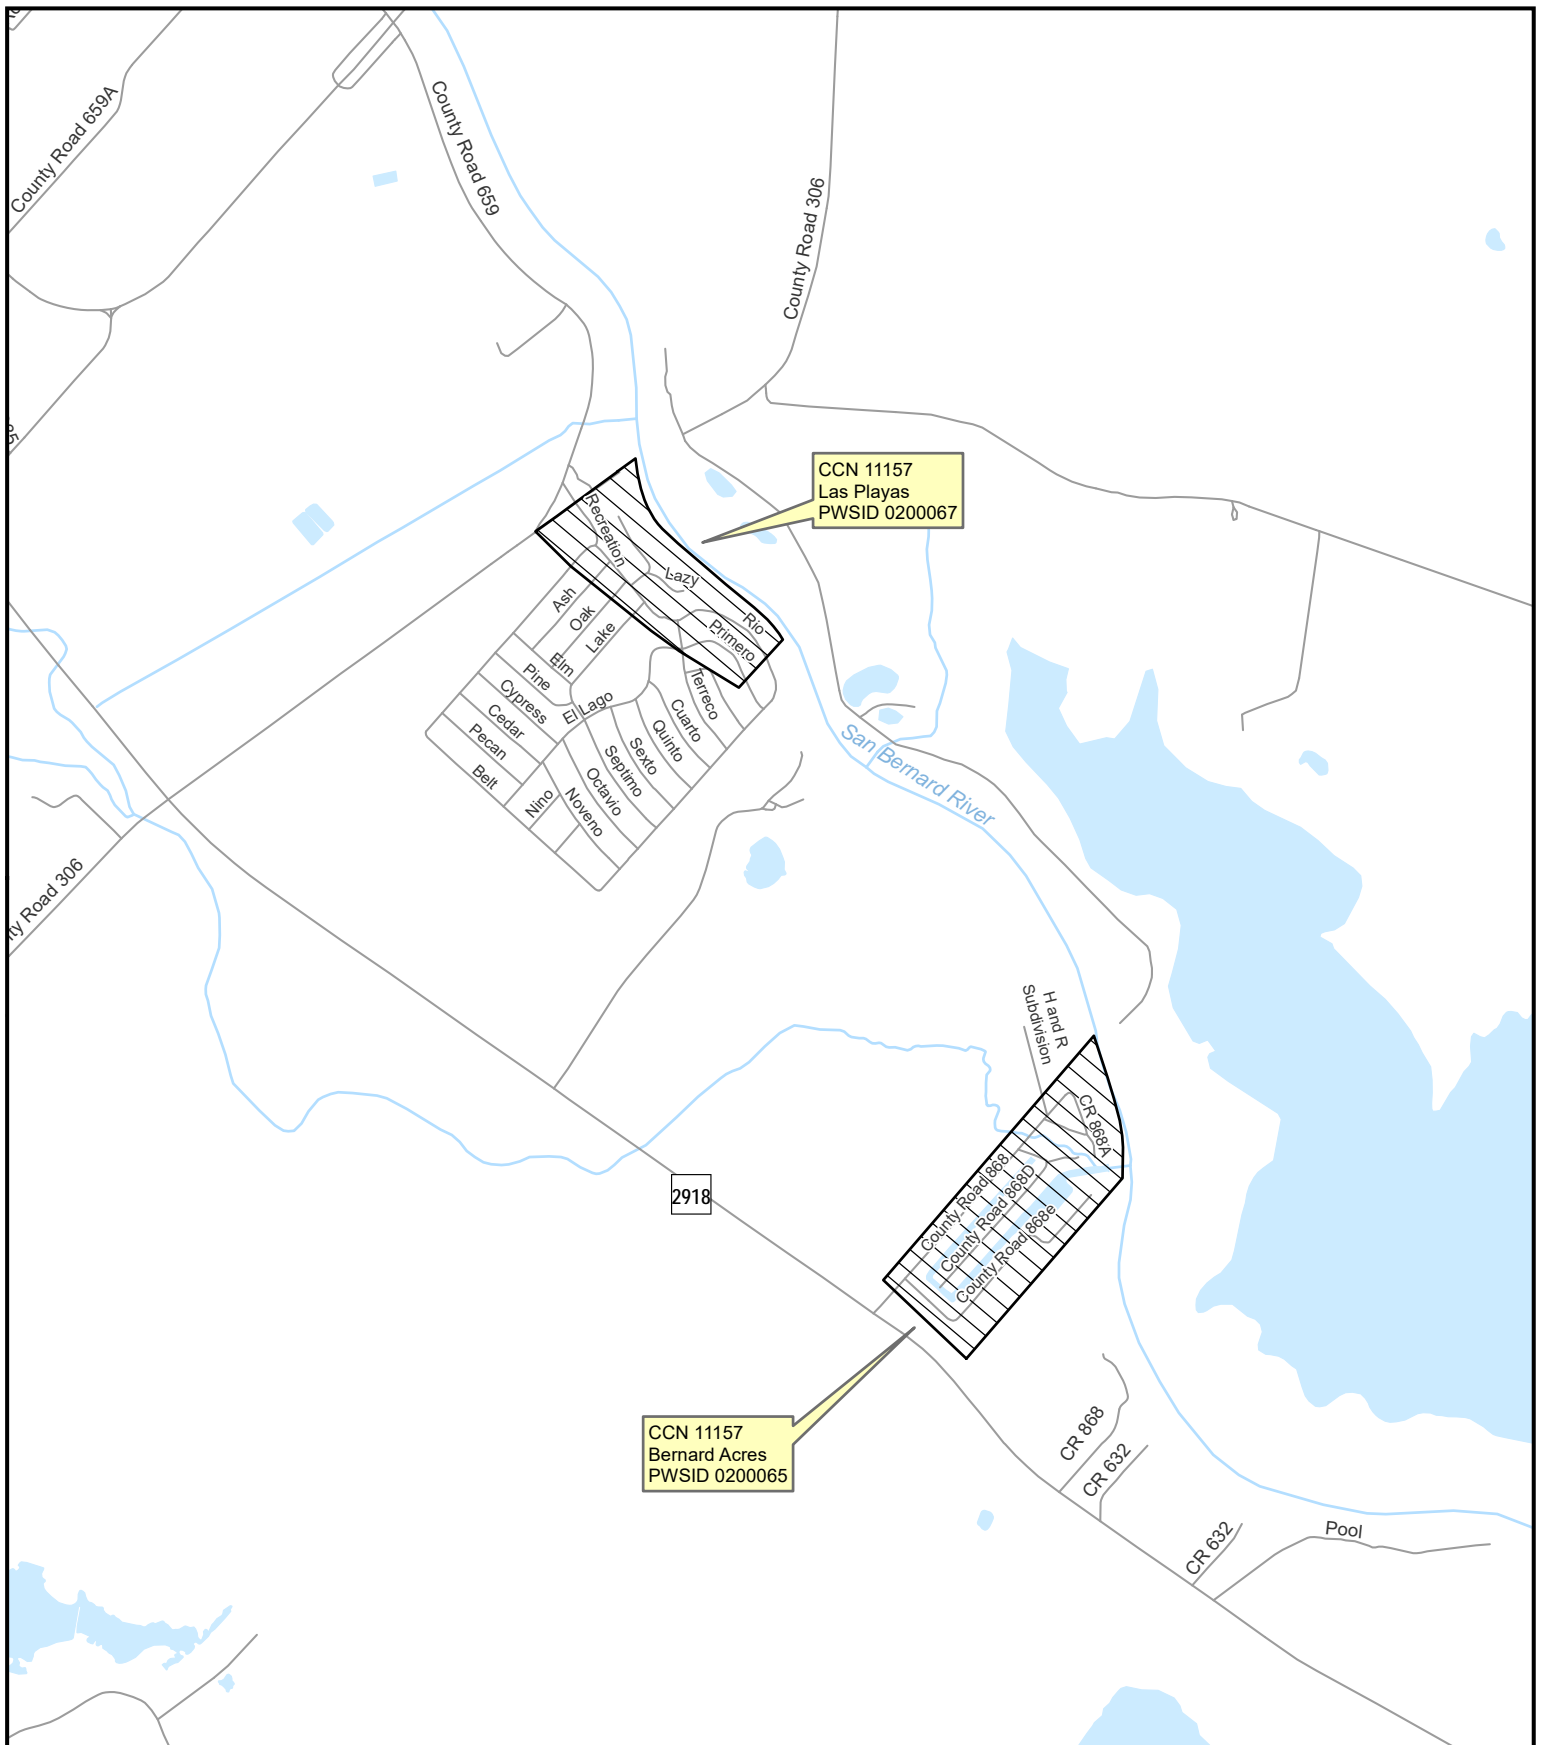 County Road 659A
County Road 659
County Road 306
CCN 11157
Las Playas
PWSID 0200067
Recreation
Lazy
Rio
Primero
Ash
Oak
Lake
Elm
Pine
Cypress
Cedar
Pecan
Belt
El Lago
Terreco
Cuarto
Quinto
Sexto
Septimo
Octavio
Noveno
Nino
San Bernard River
ty Road 306
H and R
Subdivision
CR 868A
County Road 868
County Road 868D
County Road 868e
2918
CCN 11157
Bernard Acres
PWSID 0200065
CR 868
CR 632
CR 632
Pool